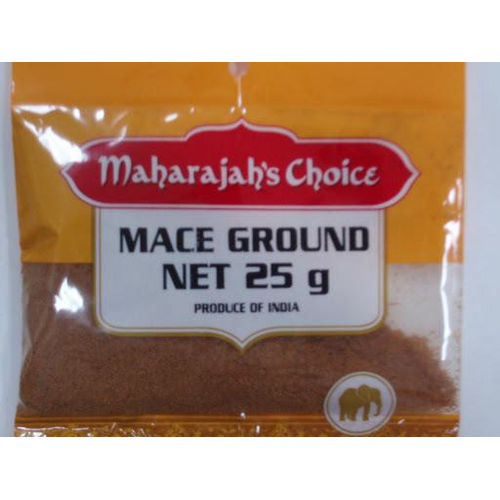 Maharajah's Choice
MACE GROUND
NET 25 g
PRODUCE OF INDIA